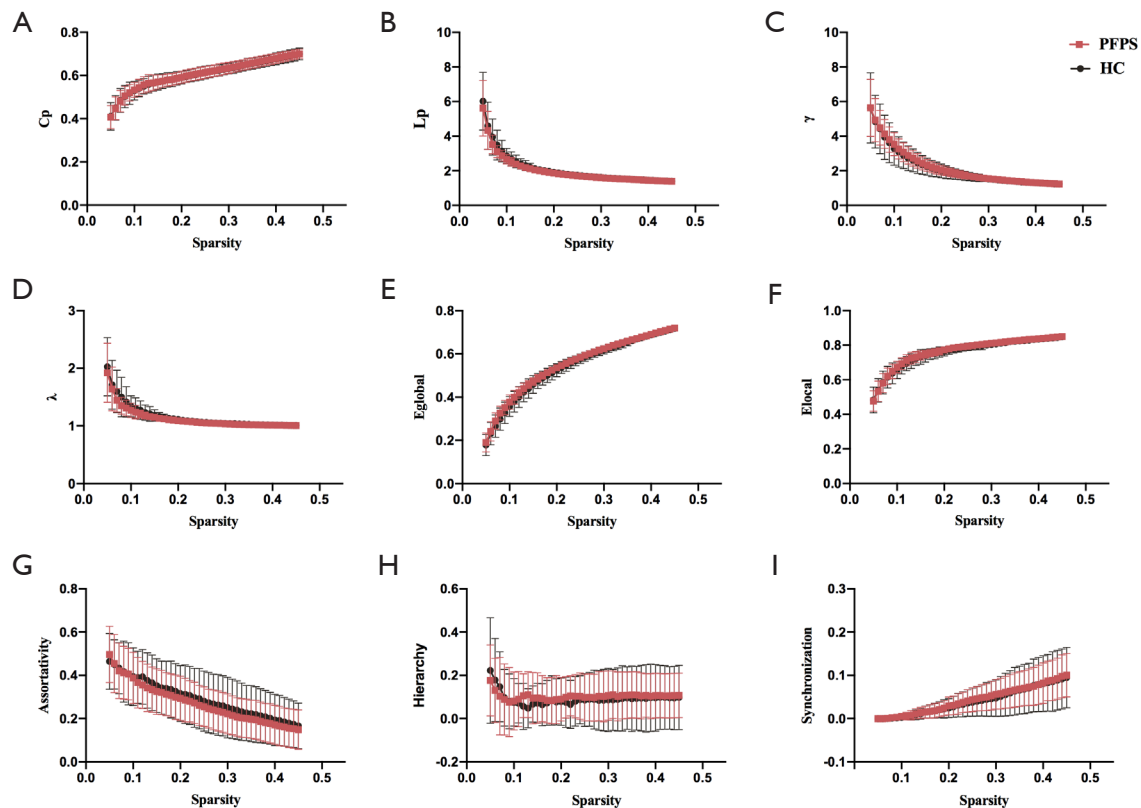 A
B
C
0.8
0.6
0.4
0.2
0.0
Cp
0.0 0.1 0.2 0.3 0.4 0.5
Sparsity
10
8
6
4
2
0
Lp
0.0 0.1 0.2 0.3 0.4 0.5
Sparsity
10
8
6
4
2
0
γ
0.0 0.1 0.2 0.3 0.4 0.5
Sparsity
PFPS
HC
D
E
F
3
2
1
0
λ
0.0 0.1 0.2 0.3 0.4 0.5
Sparsity
0.8
0.6
0.4
0.2
0
Eglobal
0.0 0.1 0.2 0.3 0.4 0.5
Sparsity
1.0
0.8
0.6
0.4
0.2
0.0
Elocal
0.0 0.1 0.2 0.3 0.4 0.5
Sparsity
G
H
I
0.8
0.6
0.4
0.2
0.0
Assortativity
0.0 0.1 0.2 0.3 0.4 0.5
Sparsity
0.6
0.4
0.2
0.0
-0.2
Hierarchy
0.0 0.1 0.2 0.3 0.4 0.5
Sparsity
0.3
0.2
0.1
0.0
-0.1
Synchronization
0.1 0.2 0.3 0.4 0.5
Sparsity